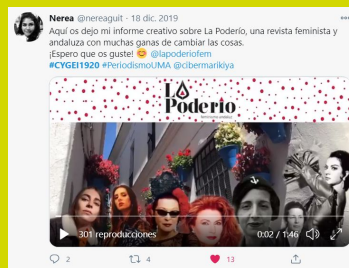 Nerea @nereaguit · 18 dic. 2019
Aquí os dejo mi informe creativo sobre La Poderío, una revista feminista y
andaluza con muchas ganas de cambiar las cosas.
¡Espero que os guste! 😊 @lapoderiofem
#CYGEI1920 #PeriodismoUMA @cibermarikiya
LA
Poderío
301 reproducciones
0:02 / 1:46
2
4
13